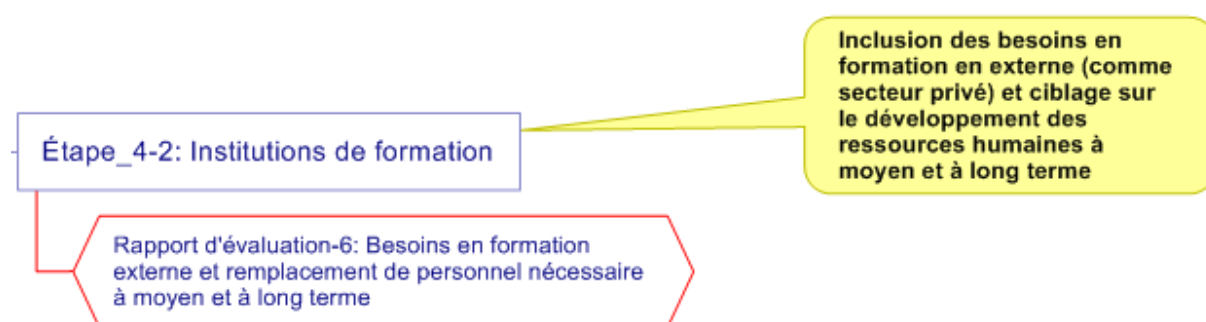 Inclusion des besoins en
formation en externe (comme
secteur privé) et ciblage sur
le développement des
ressources humaines à
moyen et à long terme
Étape_4-2: Institutions de formation
Rapport d'évaluation-6: Besoins en formation
externe et remplacement de personnel nécessaire
à moyen et à long terme